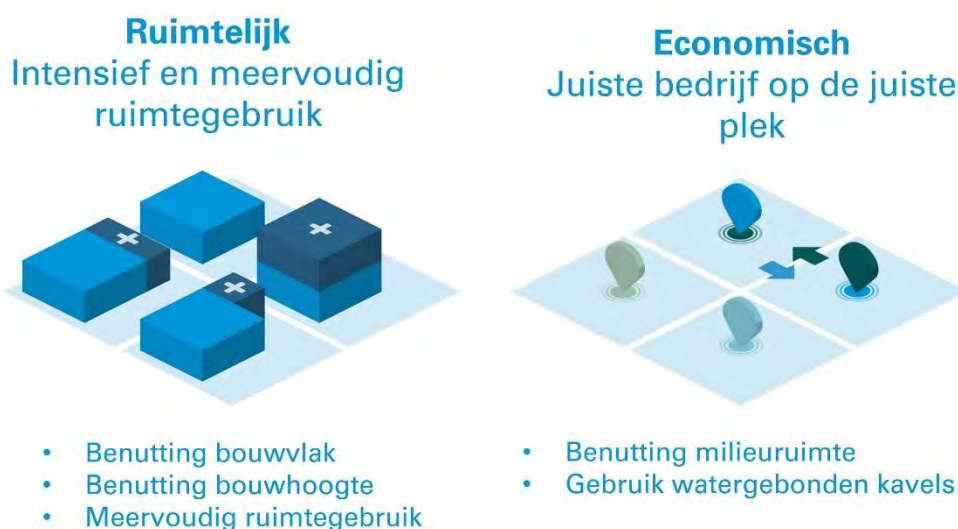 Ruimtelijk
Intensief en meervoudig
ruimtegebruik
• Benutting bouwvlak
• Benutting bouwhoogte
• Meervoudig ruimtegebruik
Economisch
Juiste bedrijf op de juiste
plek
• Benutting milieuruimte
• Gebruik watergebonden kavels